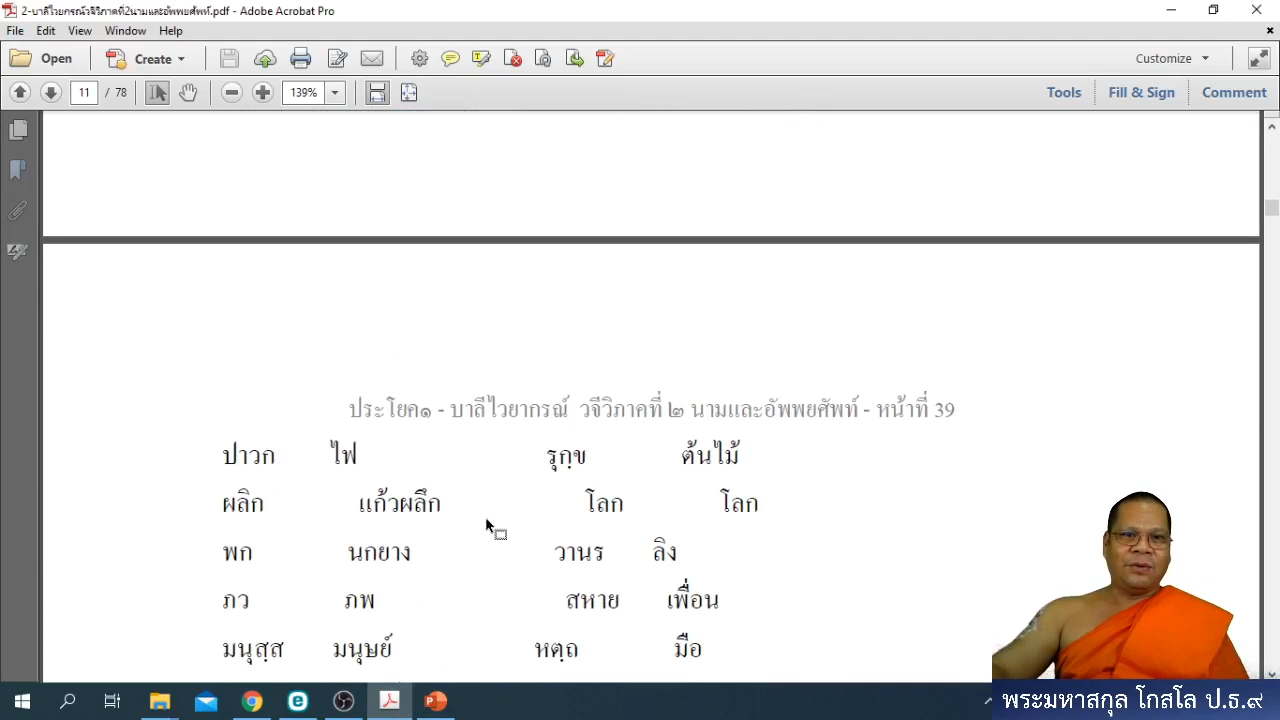 2-บาลีไวยากรณ์วจีวิภาคที่2นามและอัพพยศัพท์.pdf - Adobe Acrobat Pro
File Edit View Window Help
Open Create Customize
11 / 78 139% Tools Fill & Sign Comment
ประโยค๑ - บาลีไวยากรณ์ วจีวิภาคที่ ๒ นามและอัพพยศัพท์ - หน้าที่ 39
ปาวก ไฟ รุกฺข ต้นไม้
ผลิก แก้วผลึก โลก โลก
พก นกยาง วานร ลิง
ภว ภพ สหาย เพื่อน
มนุสฺส มนุษย์ หตฺถ มือ
พระมหาสกุล โกสโล ป.ธ.๙